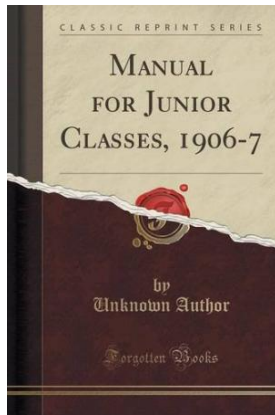 CLASSIC REPRINT SERIES
MANUAL
FOR JUNIOR
CLASSES, 1906-7
by
Unknown Author
Forgotten Books